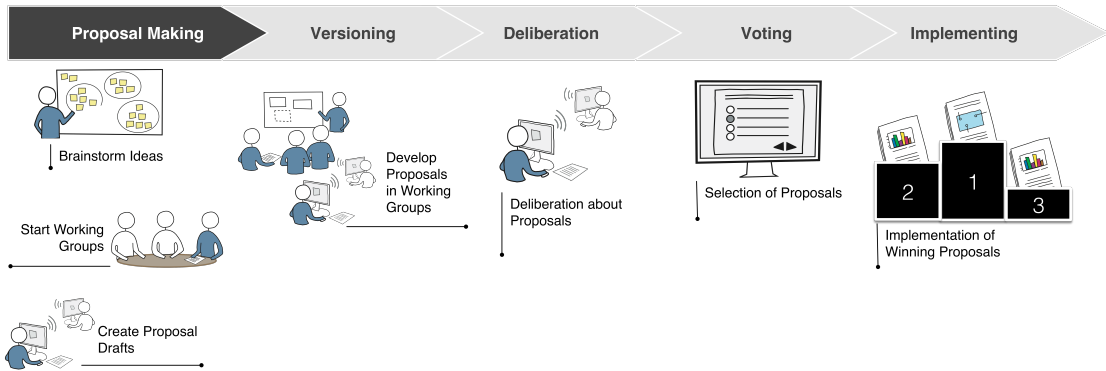 Proposal Making
Versioning
Deliberation
Voting
Implementing
Brainstorm Ideas
Start Working
Groups
Create Proposal
Drafts
Develop
Proposals
in Working
Groups
Deliberation about
Proposals
Selection of Proposals
2
1
3
Implementation of
Winning Proposals